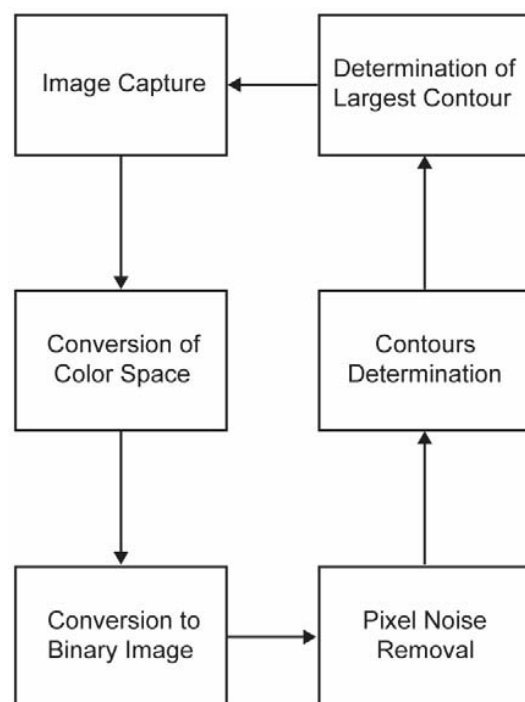 Image Capture
Determination of
Largest Contour
Conversion of
Color Space
Contours
Determination
Conversion to
Binary Image
Pixel Noise
Removal